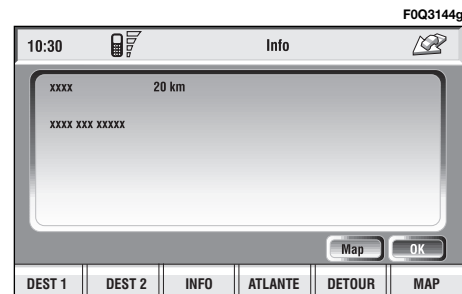 F0Q3144g
10:30 Info
xxxx 20 km
xxxx xxx xxxxx
Map OK
DEST 1 DEST 2 INFO ATLANTE DETOUR MAP